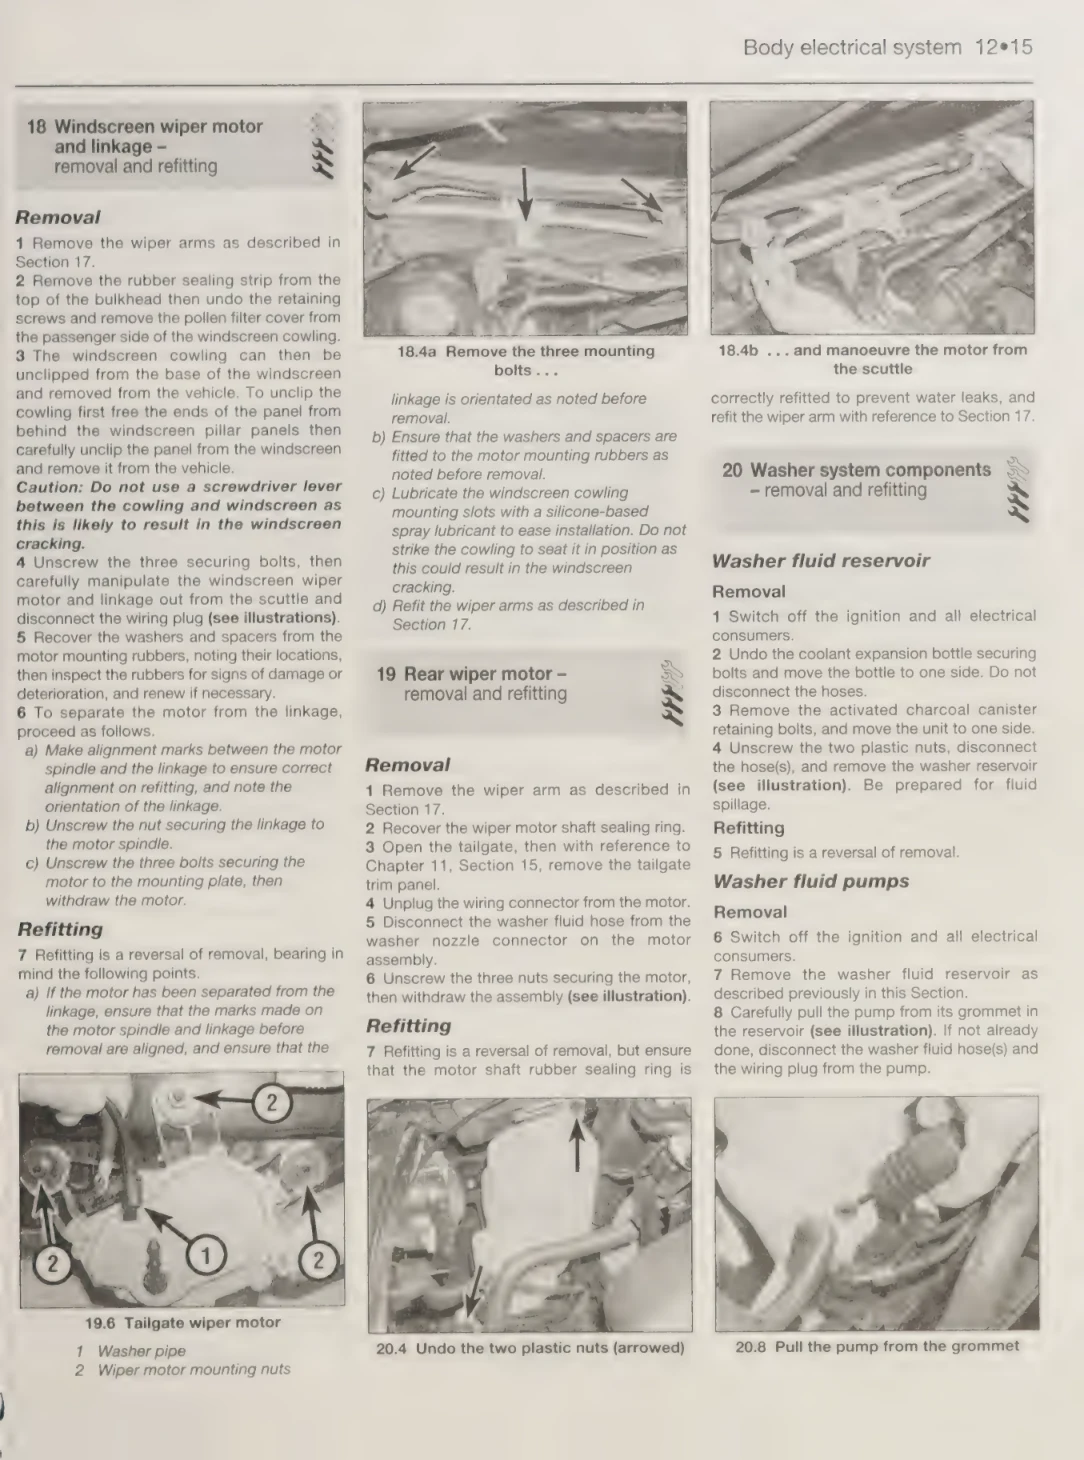 Body electrical system 12•15
18 Windscreen wiper motor
and linkage –
removal and refitting
Removal
1 Remove the wiper arms as described in
Section 17.
2 Remove the rubber sealing strip from the
top of the bulkhead then undo the retaining
screws and remove the pollen filter cover from
the passenger side of the windscreen cowling.
3 The windscreen cowling can then be
unclipped from the base of the windscreen
and removed from the vehicle. To unclip the
cowling first free the ends of the panel from
behind the windscreen pillar panels then
carefully unclip the panel from the windscreen
and remove it from the vehicle.
Caution: Do not use a screwdriver lever
between the cowling and windscreen as
this is likely to result in the windscreen
cracking.
4 Unscrew the three securing bolts, then
carefully manipulate the windscreen wiper
motor and linkage out from the scuttle and
disconnect the wiring plug (see illustrations).
5 Recover the washers and spacers from the
motor mounting rubbers, noting their locations,
then inspect the rubbers for signs of damage or
deterioration, and renew if necessary.
6 To separate the motor from the linkage,
proceed as follows.
a) Make alignment marks between the motor
spindle and the linkage to ensure correct
alignment on refitting, and note the
orientation of the linkage.
b) Unscrew the nut securing the linkage to
the motor spindle.
c) Unscrew the three bolts securing the
motor to the mounting plate, then
withdraw the motor.
Refitting
7 Refitting is a reversal of removal, bearing in
mind the following points.
a) If the motor has been separated from the
linkage, ensure that the marks made on
the motor spindle and linkage before
removal are aligned, and ensure that the
2
2
1
2
19.6 Tailgate wiper motor
1 Washer pipe
2 Wiper motor mounting nuts
18.4a Remove the three mounting
bolts . . .
linkage is orientated as noted before
removal.
b) Ensure that the washers and spacers are
fitted to the motor mounting rubbers as
noted before removal.
c) Lubricate the windscreen cowling
mounting slots with a silicone-based
spray lubricant to ease installation. Do not
strike the cowling to seat it in position as
this could result in the windscreen
cracking.
d) Refit the wiper arms as described in
Section 17.
19 Rear wiper motor –
removal and refitting
Removal
1 Remove the wiper arm as described in
Section 17.
2 Recover the wiper motor shaft sealing ring.
3 Open the tailgate, then with reference to
Chapter 11, Section 15, remove the tailgate
trim panel.
4 Unplug the wiring connector from the motor.
5 Disconnect the washer fluid hose from the
washer nozzle connector on the motor
assembly.
6 Unscrew the three nuts securing the motor,
then withdraw the assembly (see illustration).
Refitting
7 Refitting is a reversal of removal, but ensure
that the motor shaft rubber sealing ring is
20.4 Undo the two plastic nuts (arrowed)
18.4b . . . and manoeuvre the motor from
the scuttle
correctly refitted to prevent water leaks, and
refit the wiper arm with reference to Section 17.
20 Washer system components
– removal and refitting
Washer fluid reservoir
Removal
1 Switch off the ignition and all electrical
consumers.
2 Undo the coolant expansion bottle securing
bolts and move the bottle to one side. Do not
disconnect the hoses.
3 Remove the activated charcoal canister
retaining bolts, and move the unit to one side.
4 Unscrew the two plastic nuts, disconnect
the hose(s), and remove the washer reservoir
(see illustration). Be prepared for fluid
spillage.
Refitting
5 Refitting is a reversal of removal.
Washer fluid pumps
Removal
6 Switch off the ignition and all electrical
consumers.
7 Remove the washer fluid reservoir as
described previously in this Section.
8 Carefully pull the pump from its grommet in
the reservoir (see illustration). If not already
done, disconnect the washer fluid hose(s) and
the wiring plug from the pump.
20.8 Pull the pump from the grommet